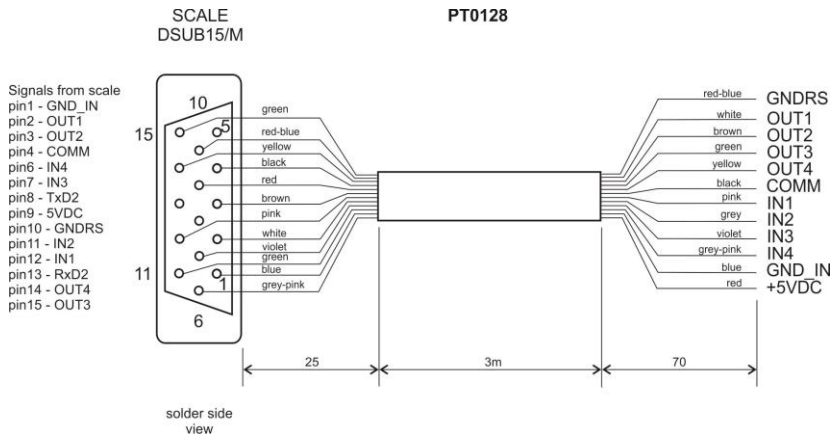 SCALE
DSUB15/M
PT0128
Signals from scale
pin1 - GND_IN
pin2 - OUT1
pin3 - OUT2
pin4 - COMM
pin6 - IN4
pin7 - IN3
pin8 - TxD2
pin9 - 5VDC
pin10 - GNDRS
pin11 - IN2
pin12 - IN1
pin13 - RxD2
pin14 - OUT4
pin15 - OUT3
10
15
5
11
1
6
green
red-blue
yellow
black
red
brown
pink
white
violet
green
blue
grey-pink
red-blue GNDRS
white OUT1
brown OUT2
green OUT3
yellow OUT4
black COMM
pink IN1
grey IN2
violet IN3
grey-pink IN4
blue GND_IN
red +5VDC
25
3m
70
solder side
view